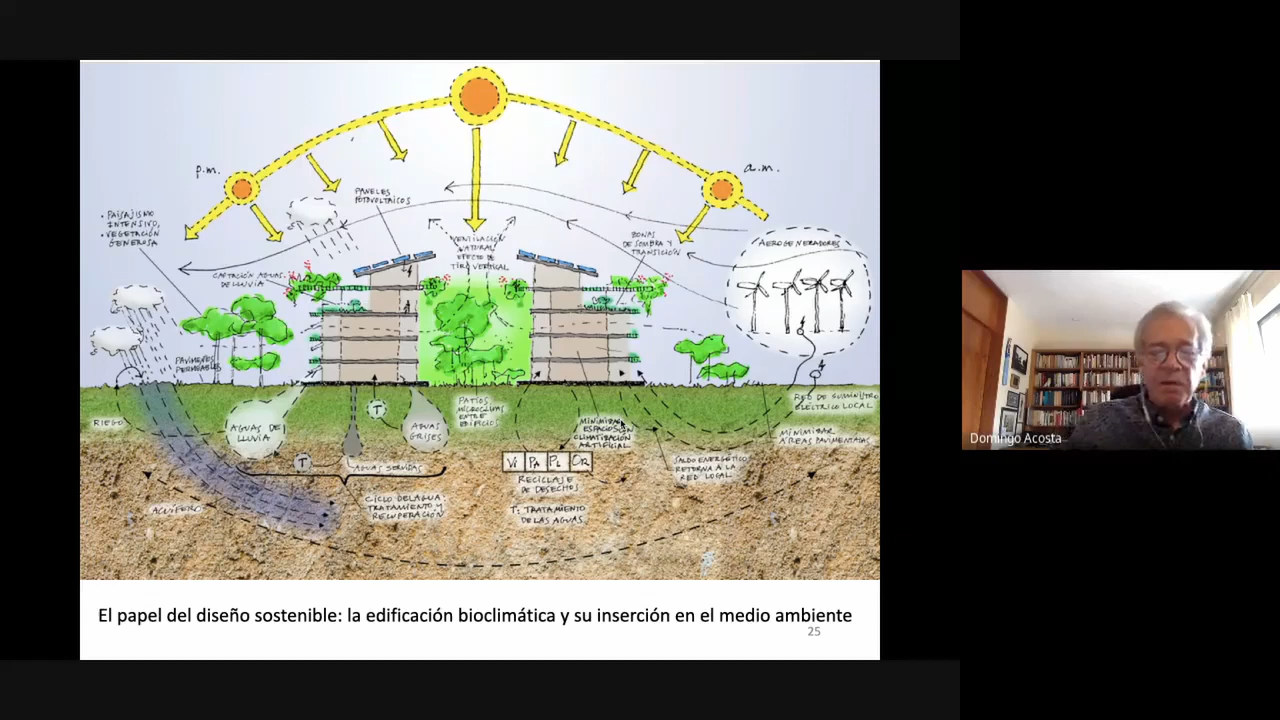 p.m.
a.m.
PANELES
FOTOVOLTAICOS
• PAISAJISMO
INTENSIVO,
• VEGETACIÓN
GENEROSA
VENTILACIÓN
NATURAL
EFECTO DE
TIRO VERTICAL
ZONAS
DE SOMBRA Y
TRANSICIÓN
AEROGENERADORES
CAPTACIÓN AGUAS
DE LLUVIA
PAVIMENTOS
PERMEABLES
RIEGO
AGUAS DE
LLUVIA
T
AGUAS
GRISES
PATIOS
MICROCLIMAS
ENTRE
EDIFICIOS
MINIMIZAR
ESPACIOS CON
CLIMATIZACIÓN
ARTIFICIAL
RED DE SUMINISTRO
ELÉCTRICO LOCAL
MINIMIZAR
ÁREAS PAVIMENTADAS
T
AGUAS SERVIDAS
Vi PA PL
RECICLAJE
DE DESECHOS
SALDO ENERGÉTICO
RETORNA A LA
RED LOCAL
ACUÍFERO
CICLO DEL AGUA:
TRATAMIENTO Y
RECUPERACIÓN
T: TRATAMIENTO
DE LAS AGUAS
El papel del diseño sostenible: la edificación bioclimática y su inserción en el medio ambiente
25
Domingo Acosta